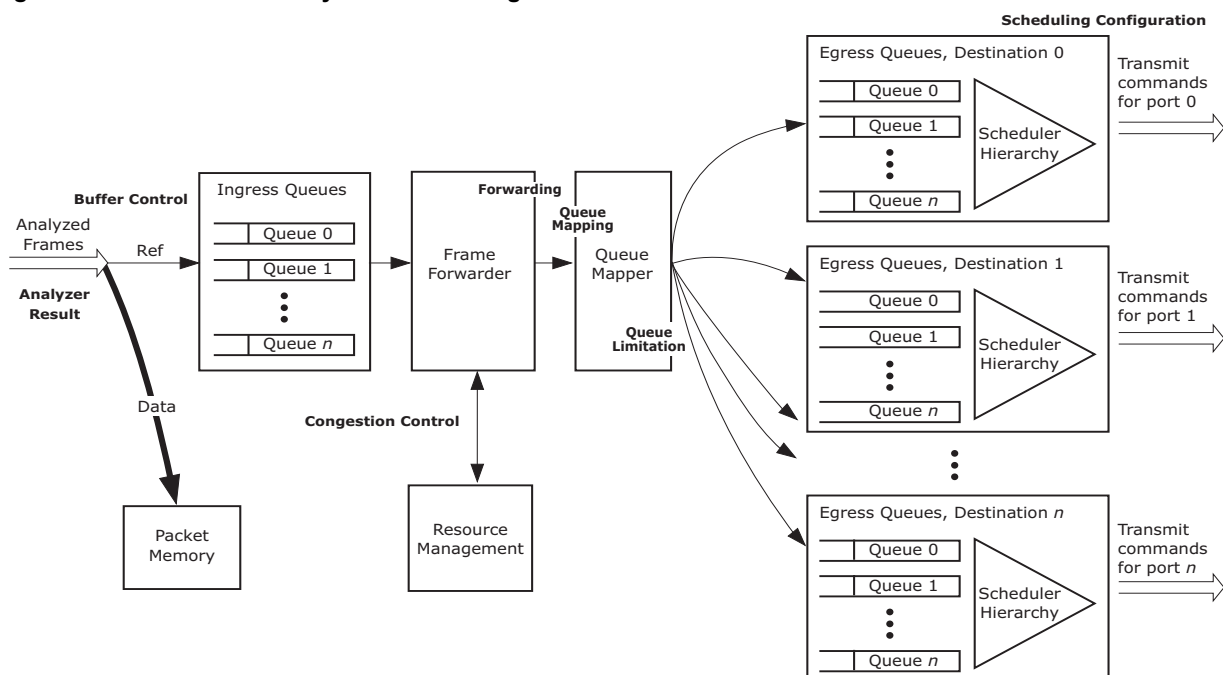 Scheduling Configuration
Egress Queues, Destination 0
Queue 0
Queue 1
Queue n
Scheduler
Hierarchy
Transmit
commands
for port 0
Buffer Control
Analyzed
Frames
Ref
Analyzer
Result
Data
Packet
Memory
Ingress Queues
Queue 0
Queue 1
Queue n
Frame
Forwarder
Forwarding
Congestion Control
Resource
Management
Queue
Mapping
Queue
Mapper
Queue
Limitation
Egress Queues, Destination 1
Queue 0
Queue 1
Queue n
Scheduler
Hierarchy
Transmit
commands
for port 1
Egress Queues, Destination n
Queue 0
Queue 1
Queue n
Scheduler
Hierarchy
Transmit
commands
for port n